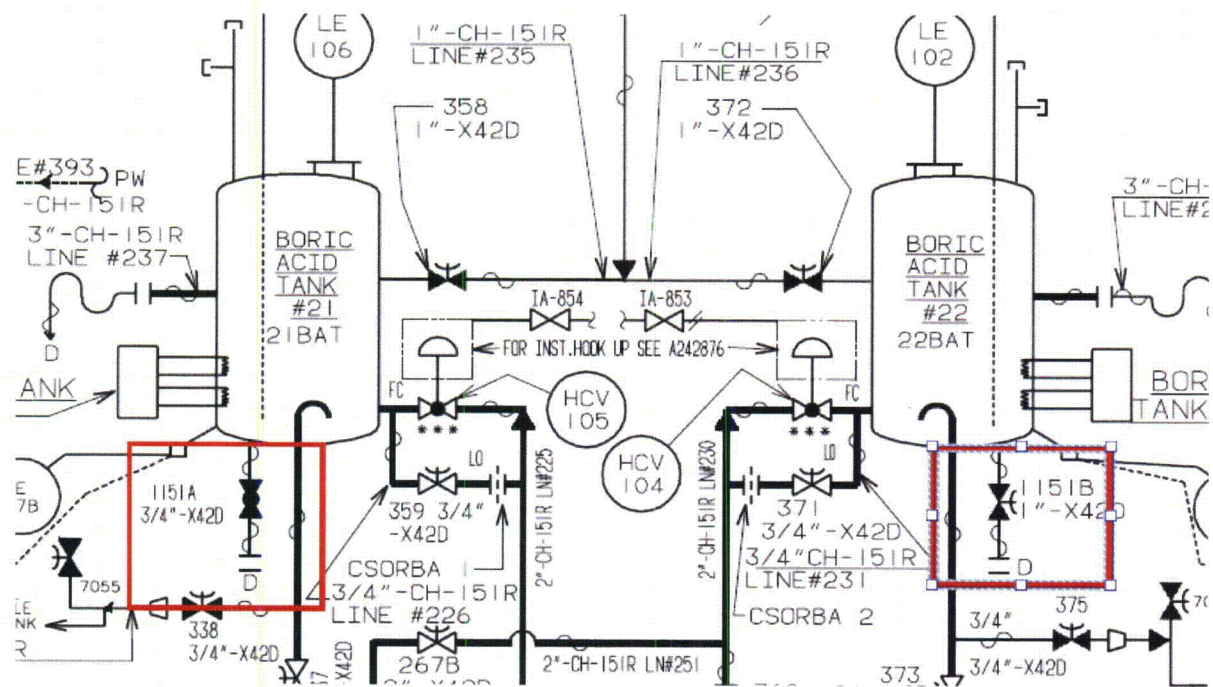 LE
106
1"-CH-151R
LINE#235
1"-CH-151R
LINE#236
LE
102
358
1"-X42D
372
1"-X42D
E#393
PW
-CH-151R
3"-CH-151R
LINE #237
3"-CH-
LINE#2
BORIC
ACID
TANK
#21
21BAT
BORIC
ACID
TANK
#22
22BAT
IA-854
IA-853
FOR INST.HOOK UP SEE A242876
D
ANK
BOR
TANK
FC
FC
HCV
105
HCV
104
***
***
LO
LO
E
7B
1151A
3/4"-X42D
D
359 3/4"
-X42D
2"-CH-151R LN#225
2"-CH-151R LN#230
371
3/4"-X42D
3/4"CH-151R
LINE#231
1151B
1"-X42D
D
CSORBA 1
3/4"-CH-151R
LINE #226
CSORBA 2
7055
LE
NK
R
338
3/4"-X42D
X42D
267B
2"-X42D
2"-CH-151R LN#251
373
3/4"
3/4"-X42D
375
70